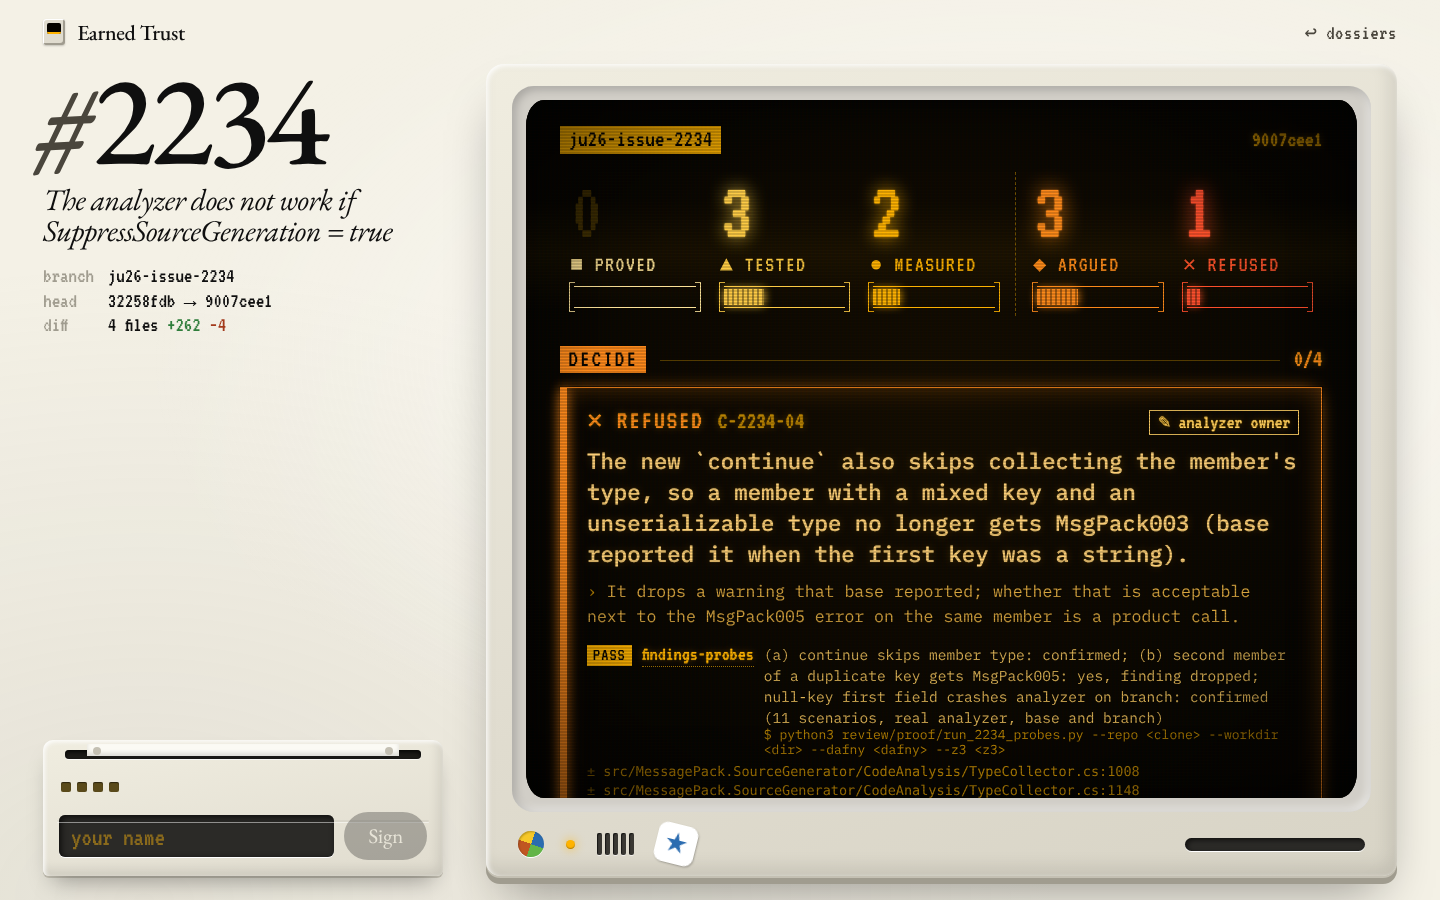 Earned Trust
↩ dossiers
#2234
The analyzer does not work if
SuppressSourceGeneration = true
branch ju26-issue-2234
head 32258fdb → 9007cee1
diff 4 files +262 -4
ju26-issue-2234
9007cee1
0 3 2 3 1
■ PROVED ▲ TESTED ● MEASURED ◆ ARGUED ✕ REFUSED
DECIDE 0/4
✕ REFUSED C-2234-04
✎ analyzer owner
The new `continue` also skips collecting the member's
type, so a member with a mixed key and an
unserializable type no longer gets MsgPack003 (base
reported it when the first key was a string).
› It drops a warning that base reported; whether that is acceptable
next to the MsgPack005 error on the same member is a product call.
PASS findings-probes (a) continue skips member type: confirmed; (b) second member
of a duplicate key gets MsgPack005: yes, finding dropped;
null-key first field crashes analyzer on branch: confirmed
(11 scenarios, real analyzer, base and branch)
$ python3 review/proof/run_2234_probes.py --repo <clone> --workdir
<dir> --dafny <dafny> --z3 <z3>
± src/MessagePack.SourceGenerator/CodeAnalysis/TypeCollector.cs:1008
± src/MessagePack.SourceGenerator/CodeAnalysis/TypeCollector.cs:1148
your name
Sign